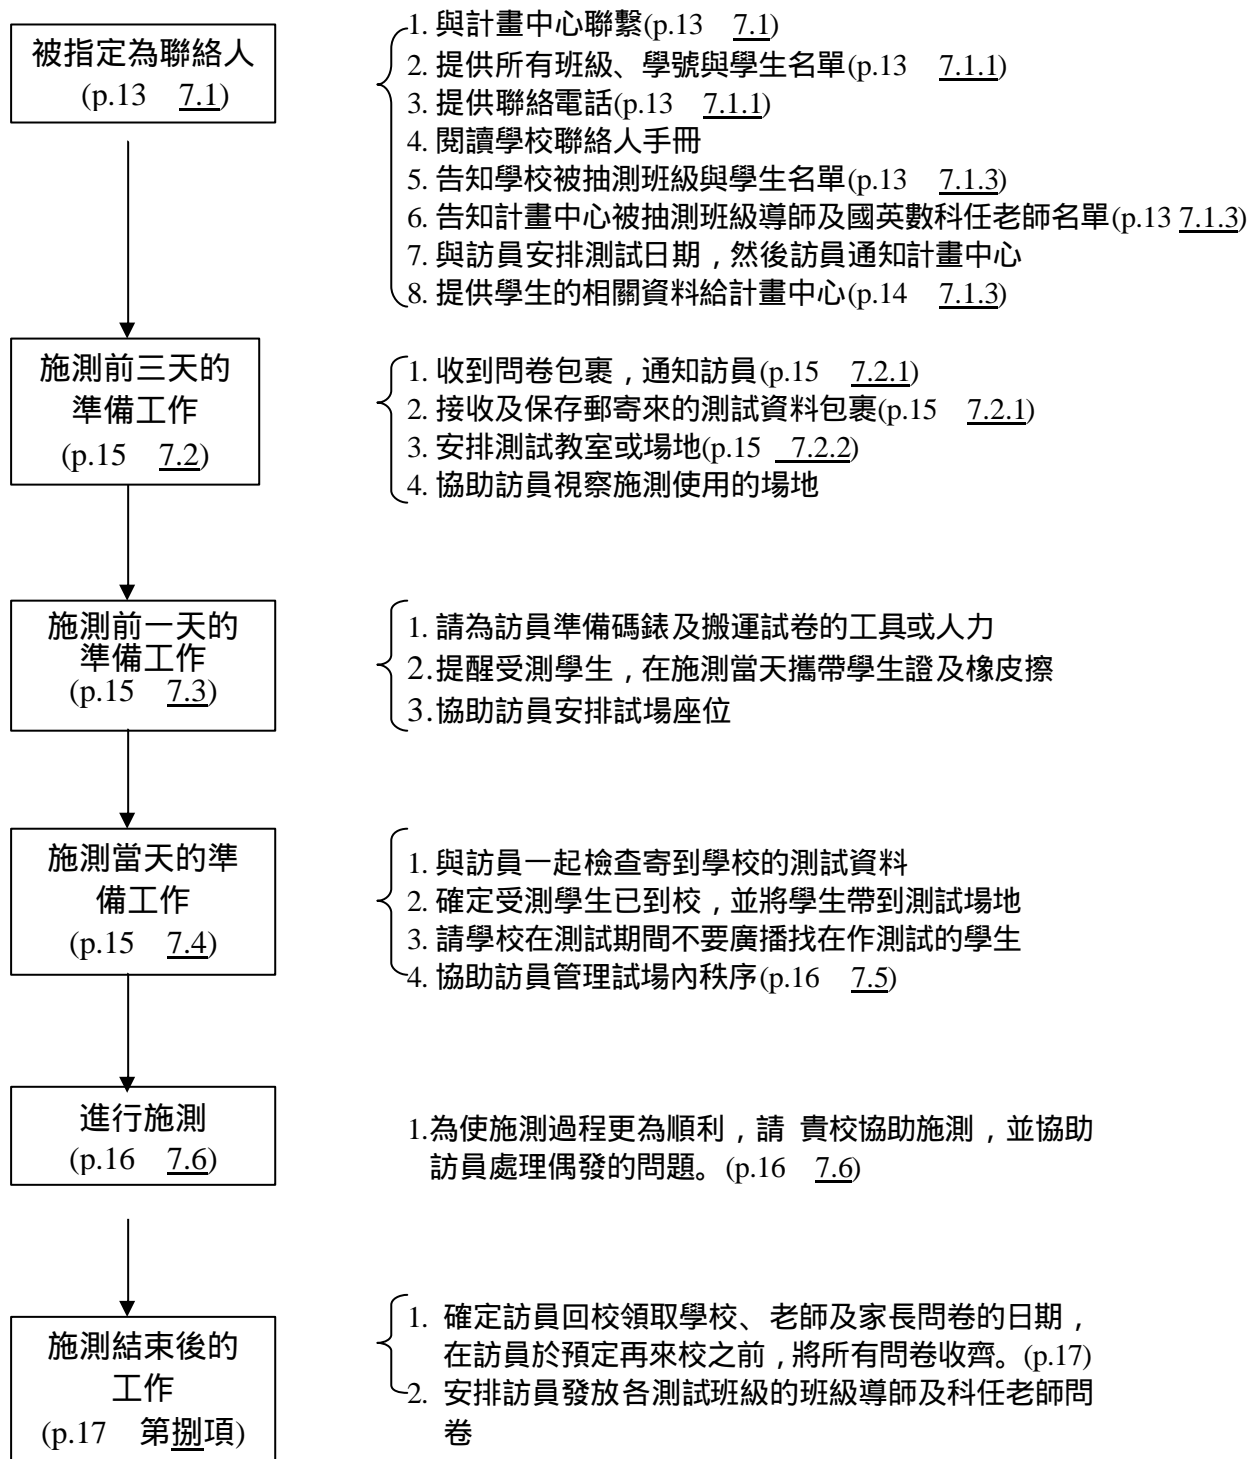 被指定為聯絡人
(p.13 7.1)
1. 與計畫中心聯繫(p.13 7.1)
2. 提供所有班級、學號與學生名單(p.13 7.1.1)
3. 提供聯絡電話(p.13 7.1.1)
4. 閱讀學校聯絡人手冊
5. 告知學校被抽測班級與學生名單(p.13 7.1.3)
6. 告知計畫中心被抽測班級導師及國英數科任老師名單(p.13 7.1.3)
7. 與訪員安排測試日期，然後訪員通知計畫中心
8. 提供學生的相關資料給計畫中心(p.14 7.1.3)
施測前三天的
準備工作
(p.15 7.2)
1. 收到問卷包裹，通知訪員(p.15 7.2.1)
2. 接收及保存郵寄來的測試資料包裹(p.15 7.2.1)
3. 安排測試教室或場地(p.15 7.2.2)
4. 協助訪員視察施測使用的場地
施測前一天的
準備工作
(p.15 7.3)
1. 請為訪員準備碼錶及搬運試卷的工具或人力
2.提醒受測學生，在施測當天攜帶學生證及橡皮擦
3.協助訪員安排試場座位
施測當天的準
備工作
(p.15 7.4)
1. 與訪員一起檢查寄到學校的測試資料
2. 確定受測學生已到校，並將學生帶到測試場地
3. 請學校在測試期間不要廣播找在作測試的學生
4. 協助訪員管理試場內秩序(p.16 7.5)
進行施測
(p.16 7.6)
1.為使施測過程更為順利，請 貴校協助施測，並協助
訪員處理偶發的問題。(p.16 7.6)
施測結束後的
工作
(p.17 第捌項)
1. 確定訪員回校領取學校、老師及家長問卷的日期，
在訪員於預定再來校之前，將所有問卷收齊。(p.17)
2. 安排訪員發放各測試班級的班級導師及科任老師問
卷